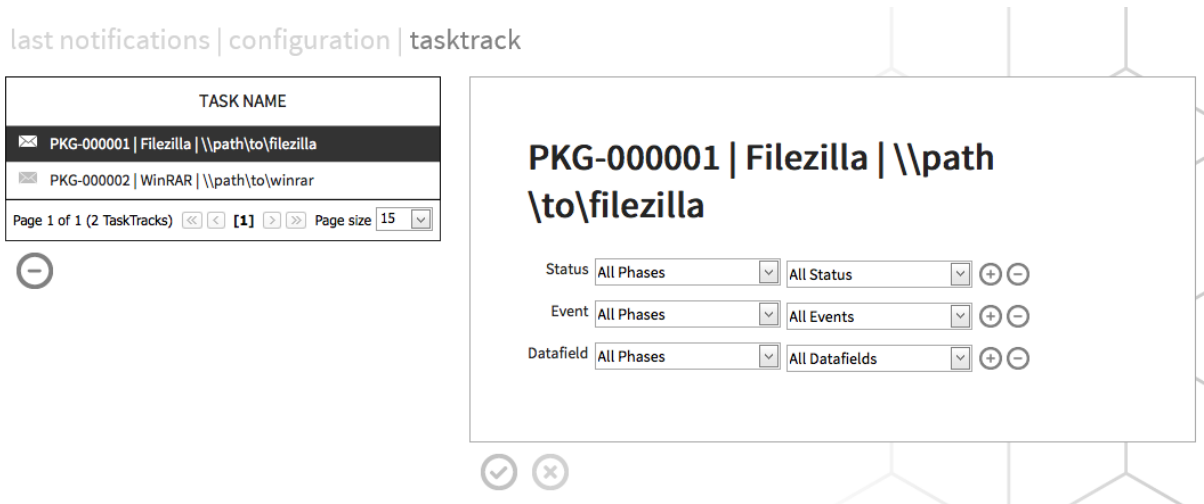 last notifications | configuration | tasktrack
TASK NAME
PKG-000001 | Filezilla | \\path\to\filezilla
PKG-000002 | WinRAR | \\path\to\winrar
Page 1 of 1 (2 TaskTracks) [1] Page size 15
PKG-000001 | Filezilla | \\path
\to\filezilla
Status All Phases All Status
Event All Phases All Events
Datafield All Phases All Datafields